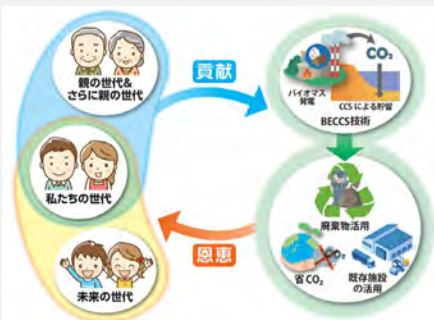 親の世代&
さらに親の世代
私たちの世代
未来の世代
貢献
恩恵
CO₂
バイオマス
発電
CCSによる貯留
BECCS技術
廃棄物活用
省CO₂
既存施設
の活用